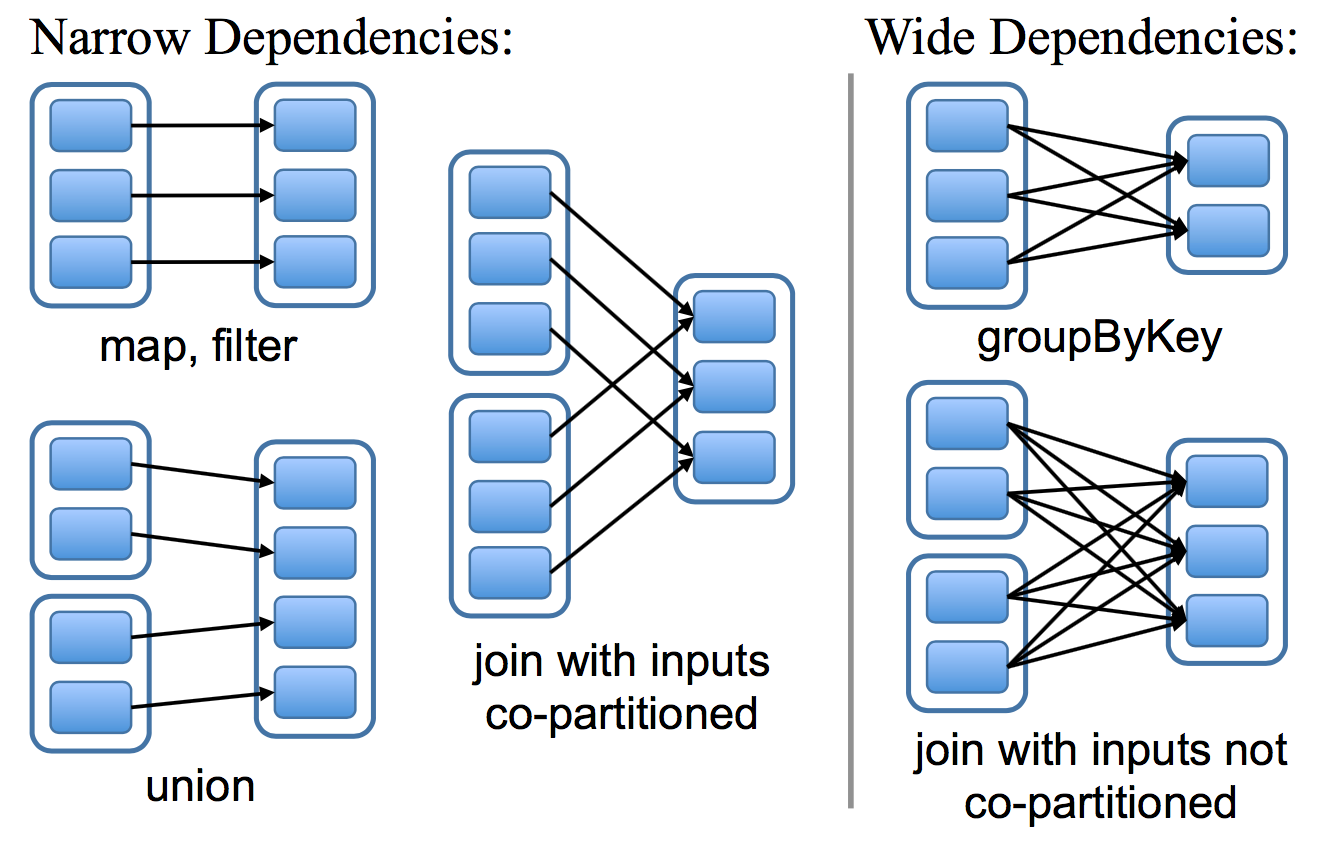 Narrow Dependencies:
map, filter
union
join with inputs
co-partitioned
Wide Dependencies:
groupByKey
join with inputs not
co-partitioned